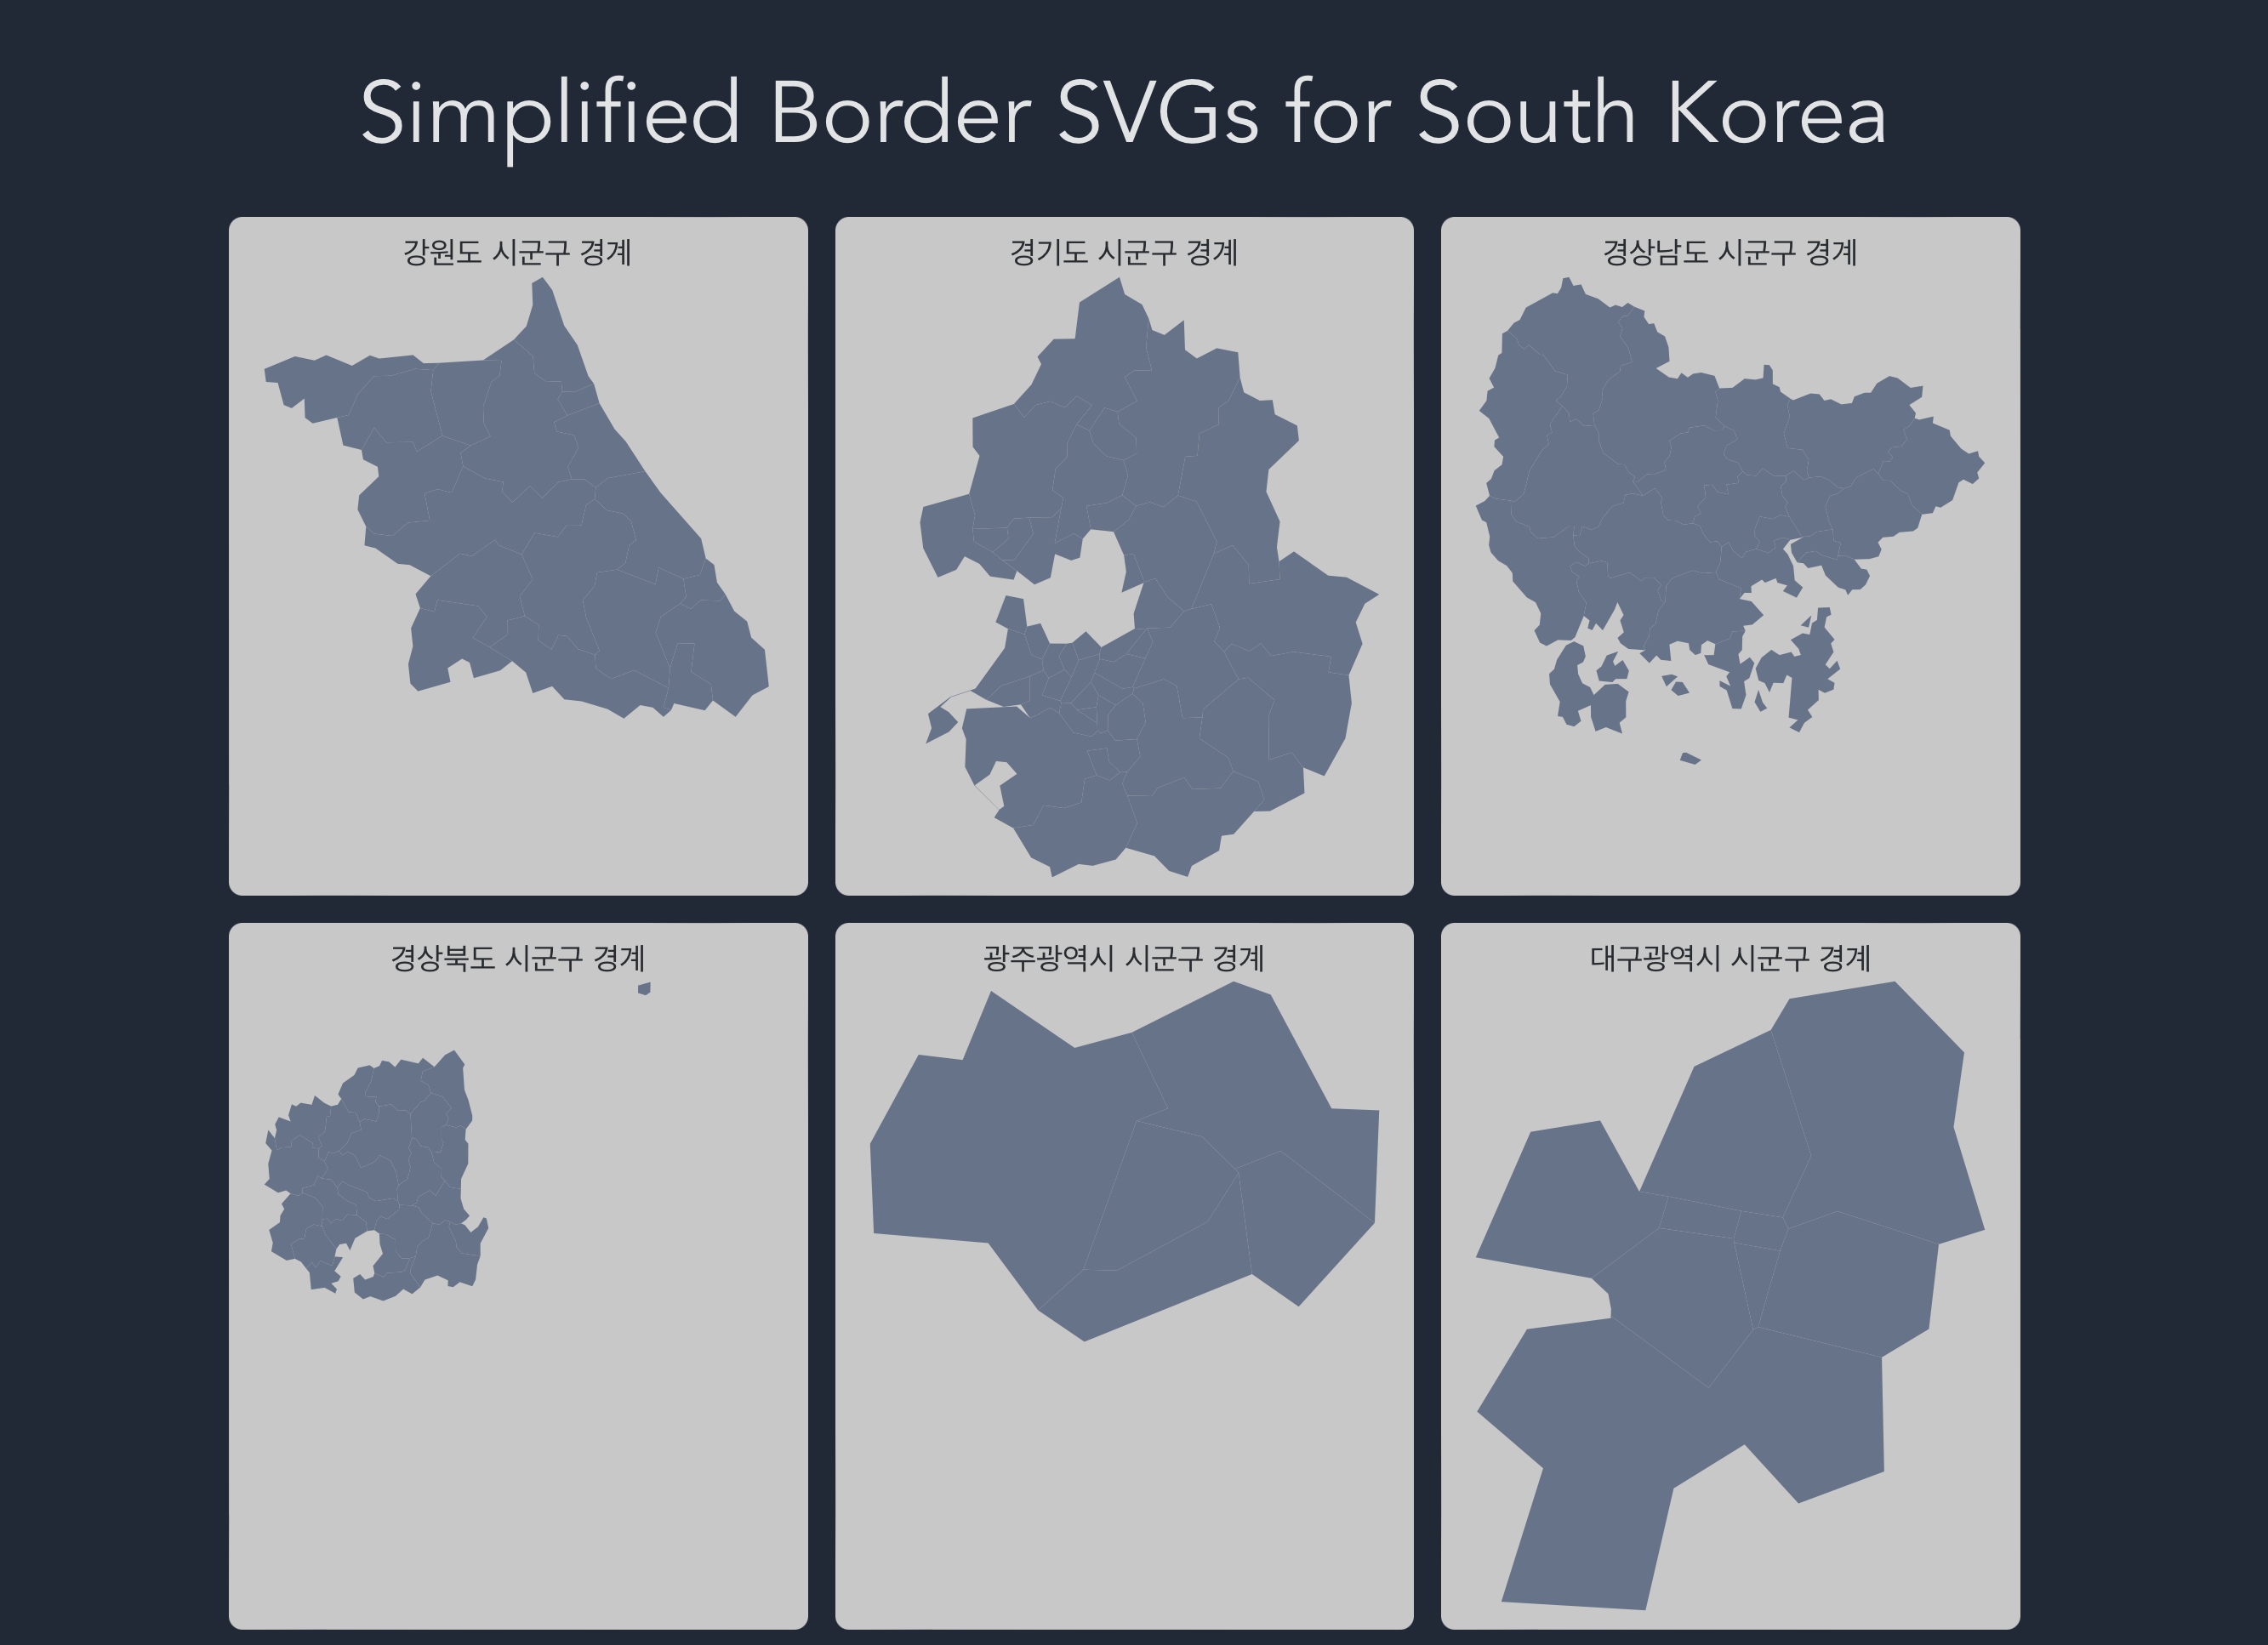 Simplified Border SVGs for South Korea
강원도 시군구 경계
경기도 시군구 경계
경상남도 시군구 경계
경상북도 시군구 경계
광주광역시 시군구 경계
대구광역시 시군구 경계